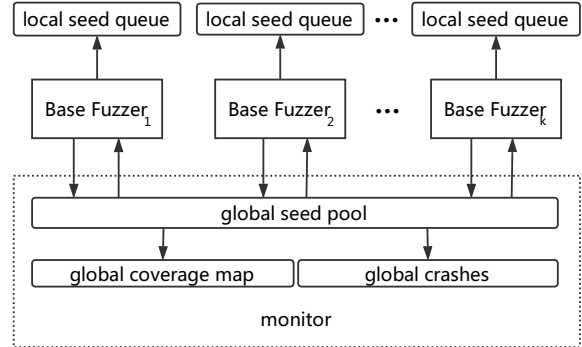 local seed queue local seed queue ••• local seed queue
Base Fuzzer1 Base Fuzzer2 ••• Base Fuzzerk
global seed pool
global coverage map global crashes
monitor